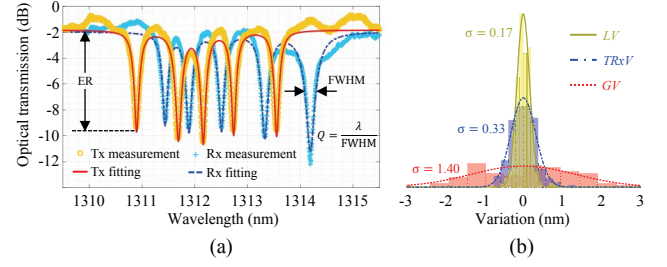 Optical transmission (dB)
0
-2
-4
-6
-8
-10
-12
ER
FWHM
Q = λ / FWHM
Tx measurement
Rx measurement
Tx fitting
Rx fitting
1310 1311 1312 1313 1314 1315
Wavelength (nm)
(a)
σ = 0.17
σ = 0.33
σ = 1.40
LV
TRxV
GV
-3 -2 -1 0 1 2 3
Variation (nm)
(b)